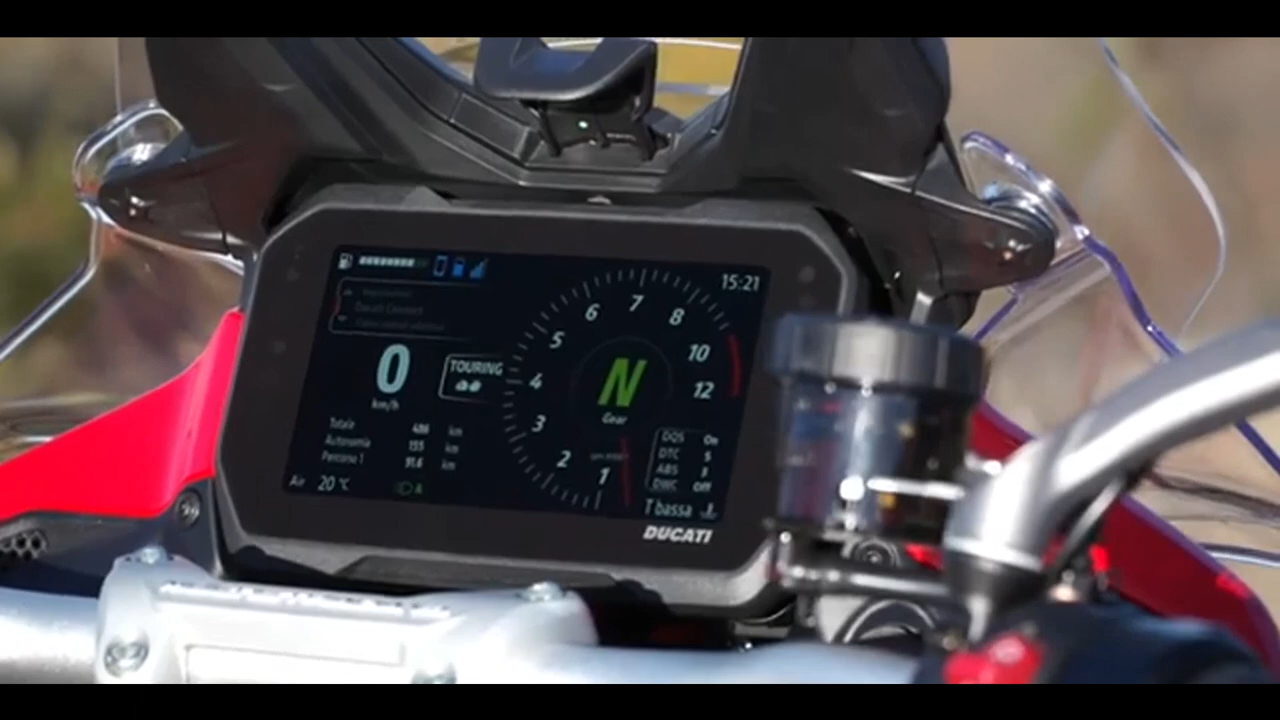 15:21
Ducati Connect
7
6
8
5
10
0
TOURING
4
N
12
km/h
Gear
3
Totale 486 km
Autonomia 155 km
Percorso 1 91.6 km
2
1
DQS On
DTC 5
ABS 3
DWC Off
Air 20 °C
A
T bassa
DUCATI